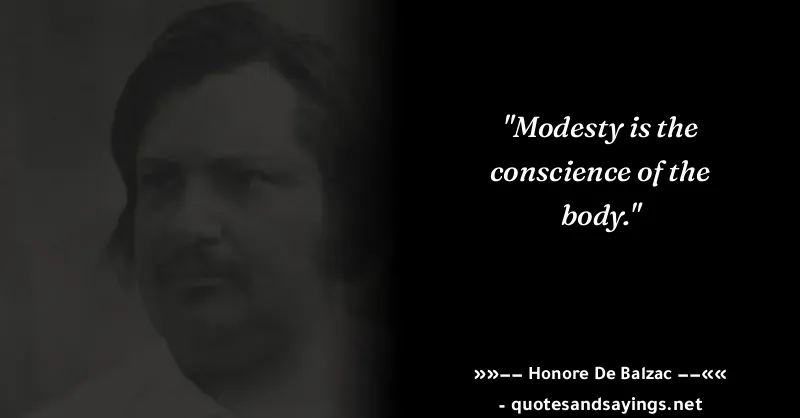 "Modesty is the
conscience of the
body."
»»—— Honore De Balzac ——««
- quotesandsayings.net